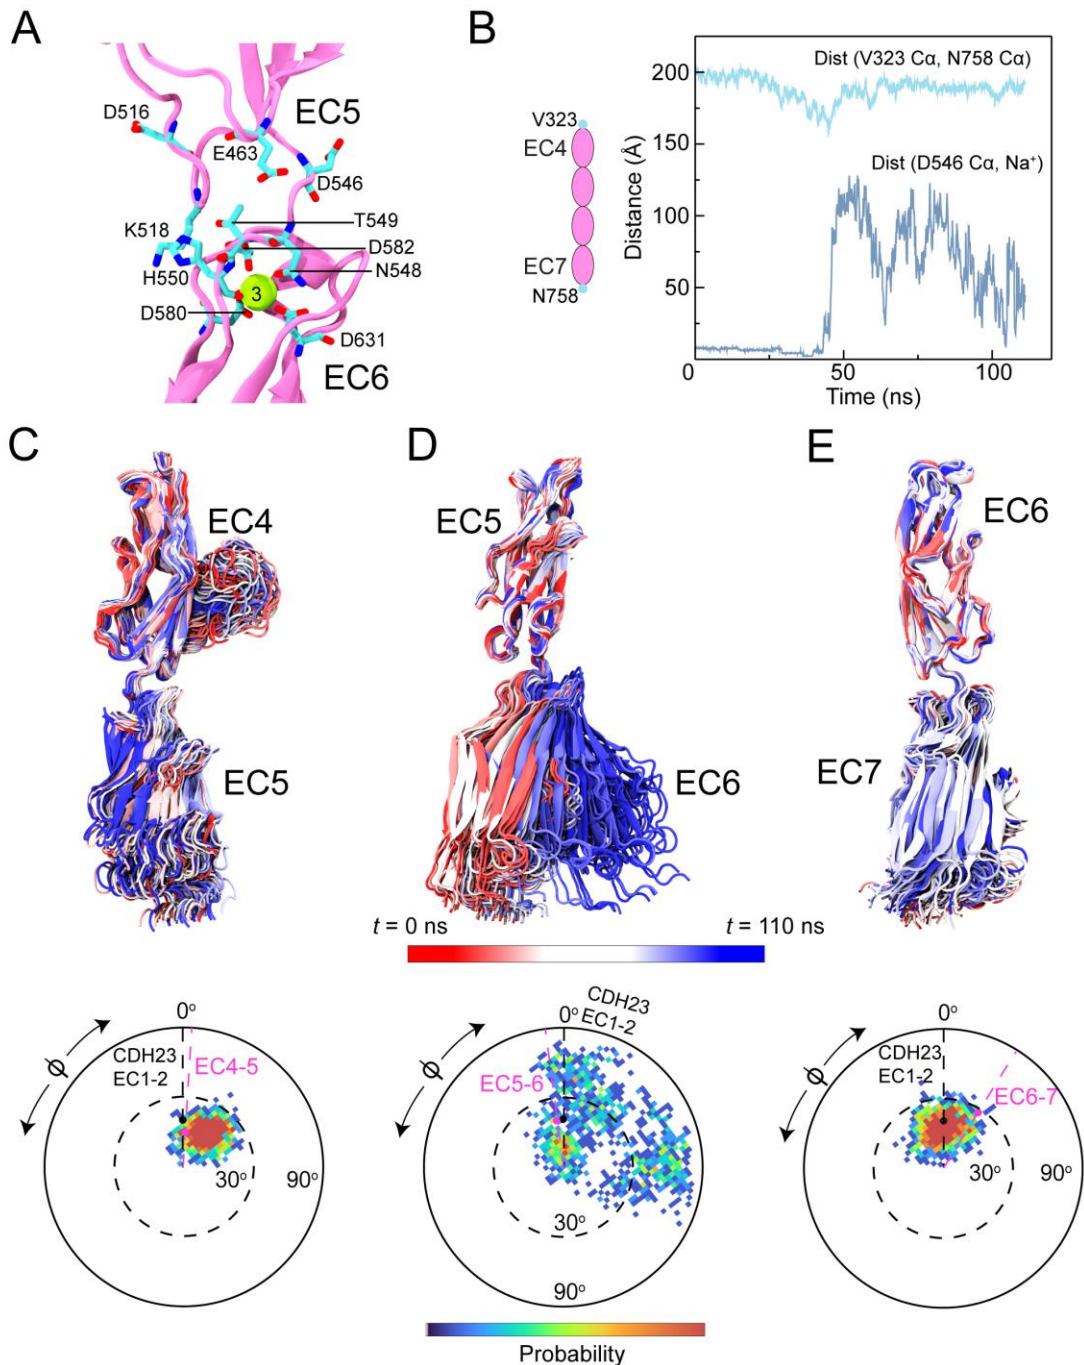 A
D516
EC5
E463
D546
K518
T549
D582
H550
N548
3
D580
D631
EC6
B
V323
EC4
EC7
N758
Distance (Å)
200
150
100
50
Dist (V323 Cα, N758 Cα)
Dist (D546 Cα, Na⁺)
0
50
100
Time (ns)
C
EC4
EC5
D
EC5
EC6
E
EC6
EC7
t = 0 ns
t = 110 ns
0°
ϕ
CDH23
EC1-2
EC4-5
30°
90°
CDH23
0° EC1-2
ϕ
EC5-6
30°
90°
0°
ϕ
CDH23
EC1-2
EC6-7
30°
90°
Probability